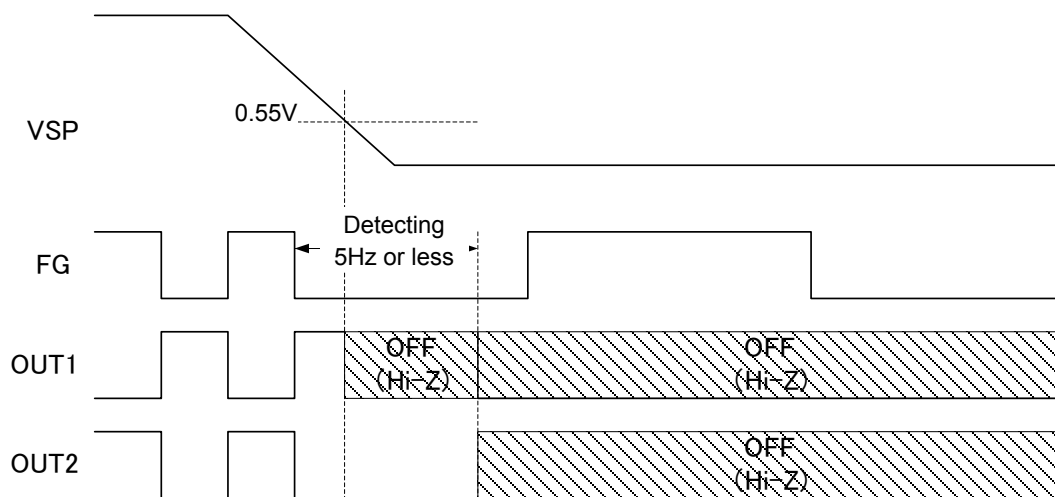 VSP
0.55V
Detecting
5Hz or less
FG
OUT1
OFF
(Hi-Z)
OFF
(Hi-Z)
OUT2
OFF
(Hi-Z)